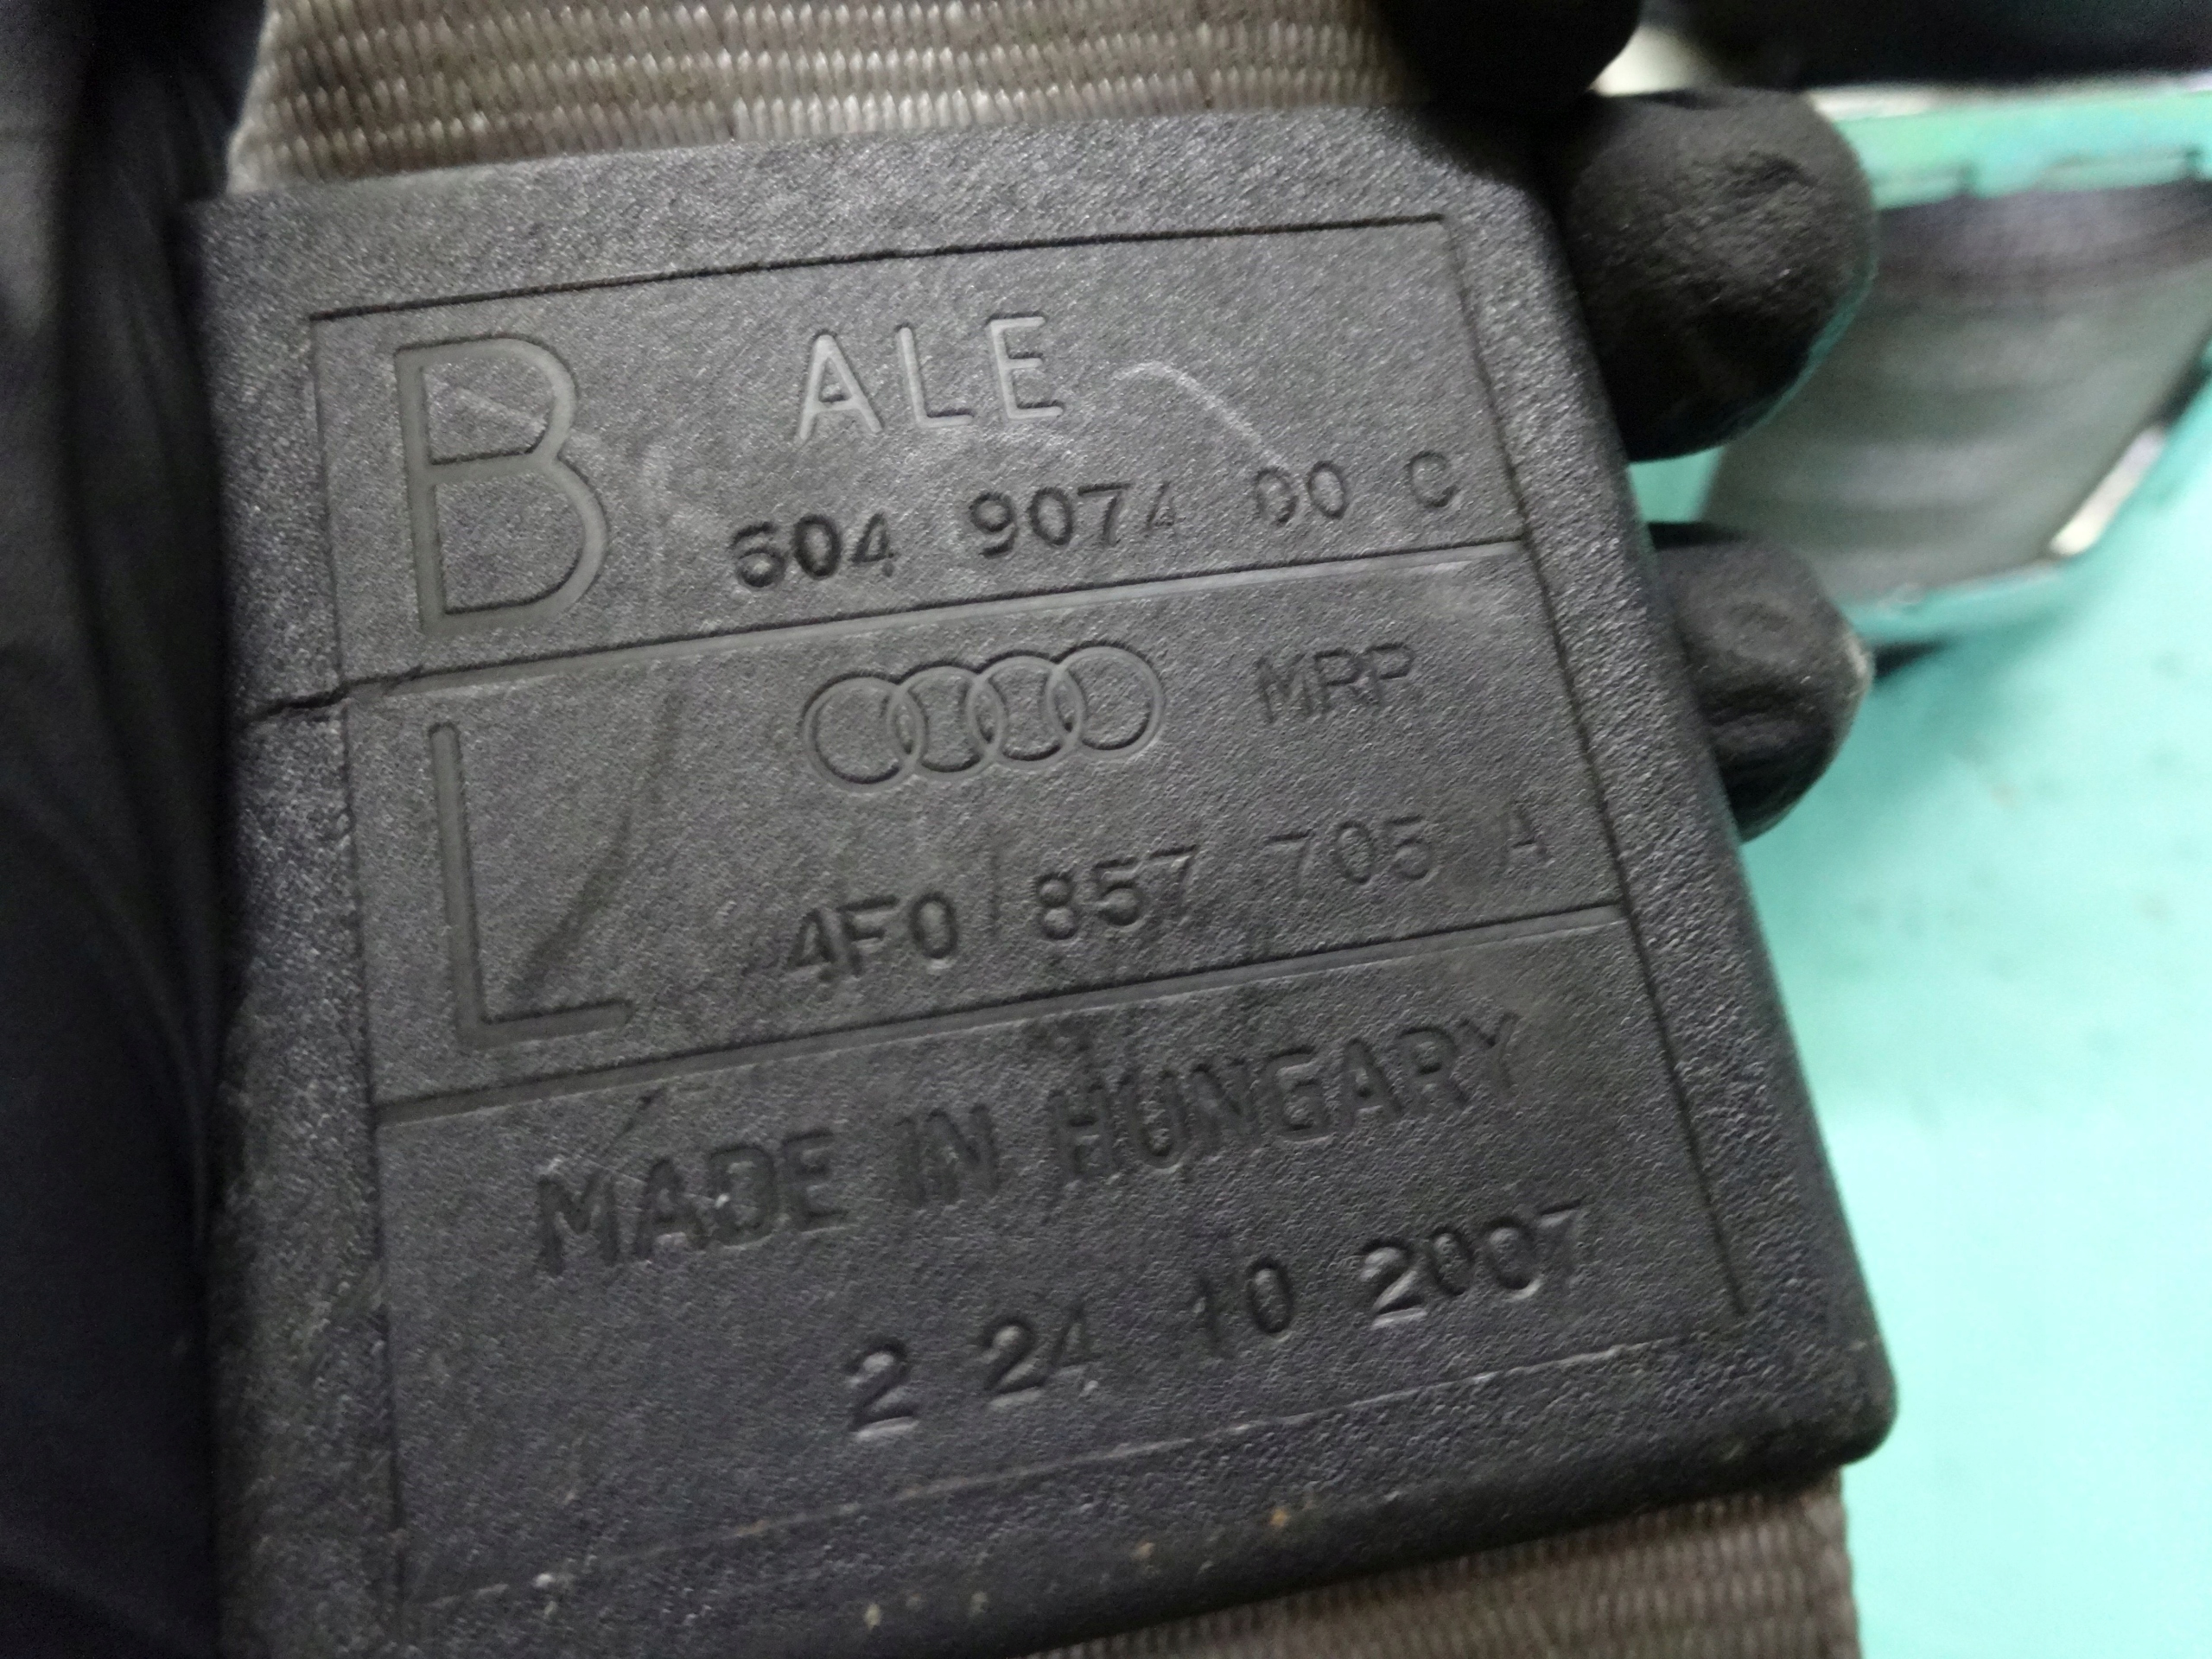 B ALE
604 9074 00 C
MRP
L 4F0 857 705 A
MADE IN HUNGARY
2 24 10 2007